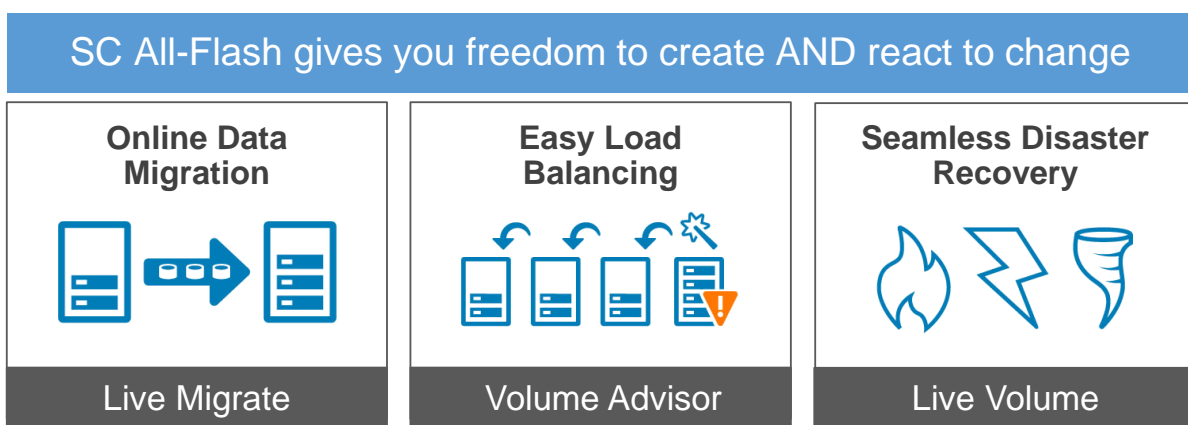 SC All-Flash gives you freedom to create AND react to change
Online Data
Migration
Live Migrate
Easy Load
Balancing
Volume Advisor
Seamless Disaster
Recovery
Live Volume